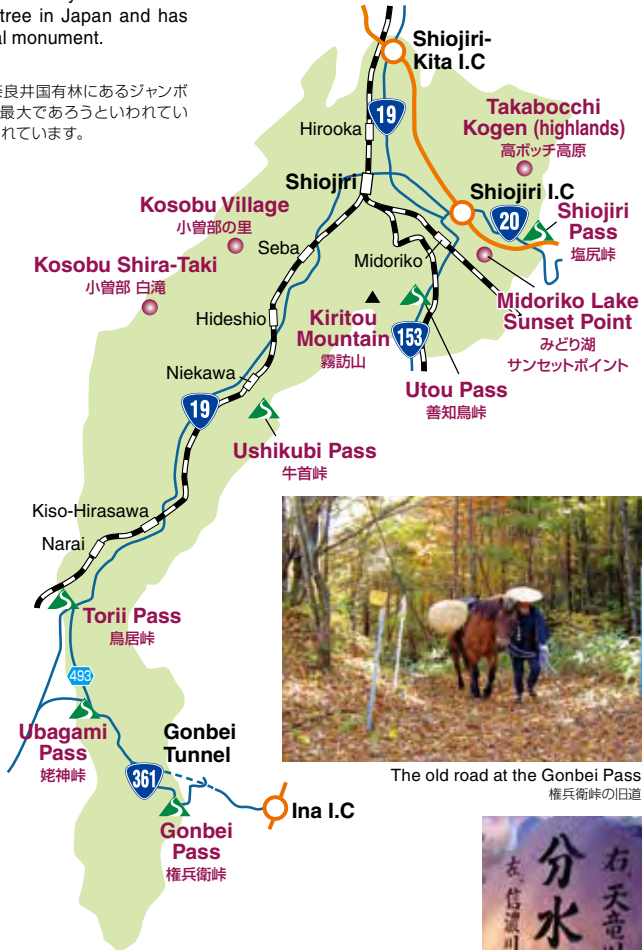 tree in Japan and has
al monument.
奈良井国有林にあるジャンボ
最大であろうといわれてい
れています。
Shiojiri-
Kita I.C
19
Hirooka
Takabocchi
Kogen (highlands)
高ボッチ高原
Shiojiri
Shiojiri I.C
20
Shiojiri
Pass
塩尻峠
Kosobu Village
小曽部の里
Seba
Midoriko
Kosobu Shira-Taki
小曽部 白滝
Midoriko Lake
Sunset Point
みどり湖
サンセットポイント
Hideshio
Kiritou
Mountain
霧訪山
153
Niekawa
Utou Pass
善知鳥峠
19
Ushikubi Pass
牛首峠
Kiso-Hirasawa
Narai
Torii Pass
鳥居峠
493
Ubagami
Pass
姥神峠
Gonbei
Tunnel
361
Ina I.C
Gonbei
Pass
権兵衛峠
The old road at the Gonbei Pass
権兵衛峠の旧道
右、天竜
分水
左、信濃川